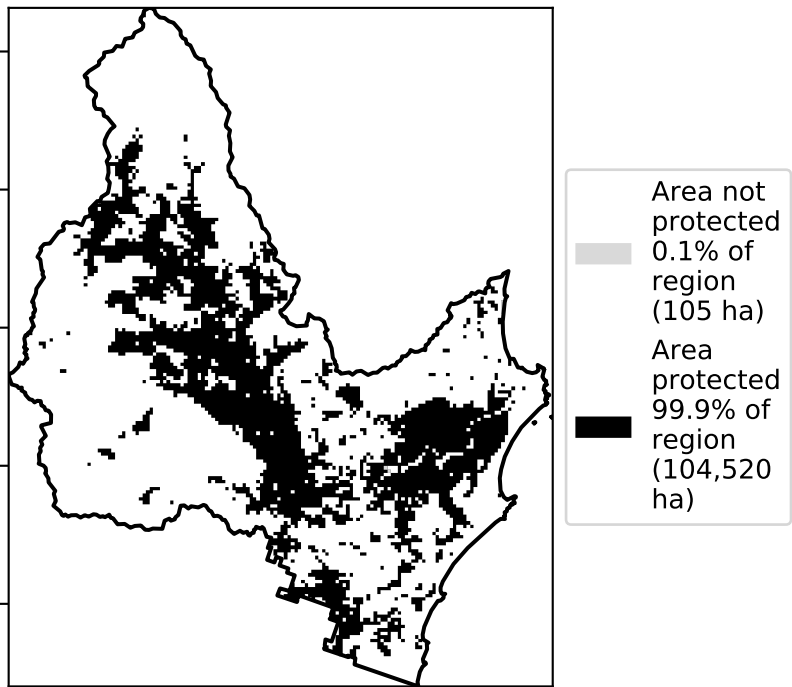 Area not
protected
0.1% of
region
(105 ha)
Area
protected
99.9% of
region
(104,520
ha)